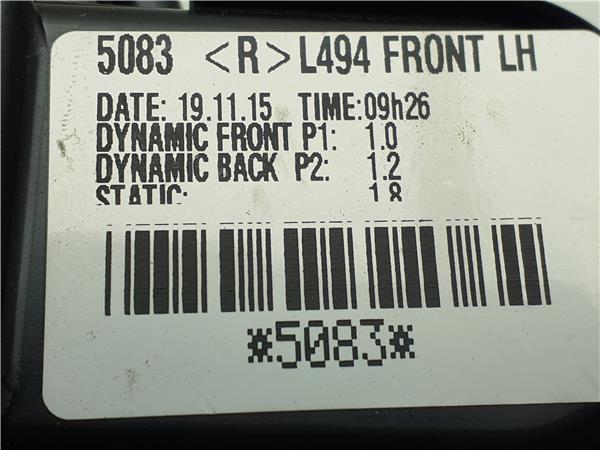 5083 <R> L494 FRONT LH
DATE: 19.11.15 TIME:09h26
DYNAMIC FRONT P1: 1.0
DYNAMIC BACK P2: 1.2
STATIC: 1.8
*5083*